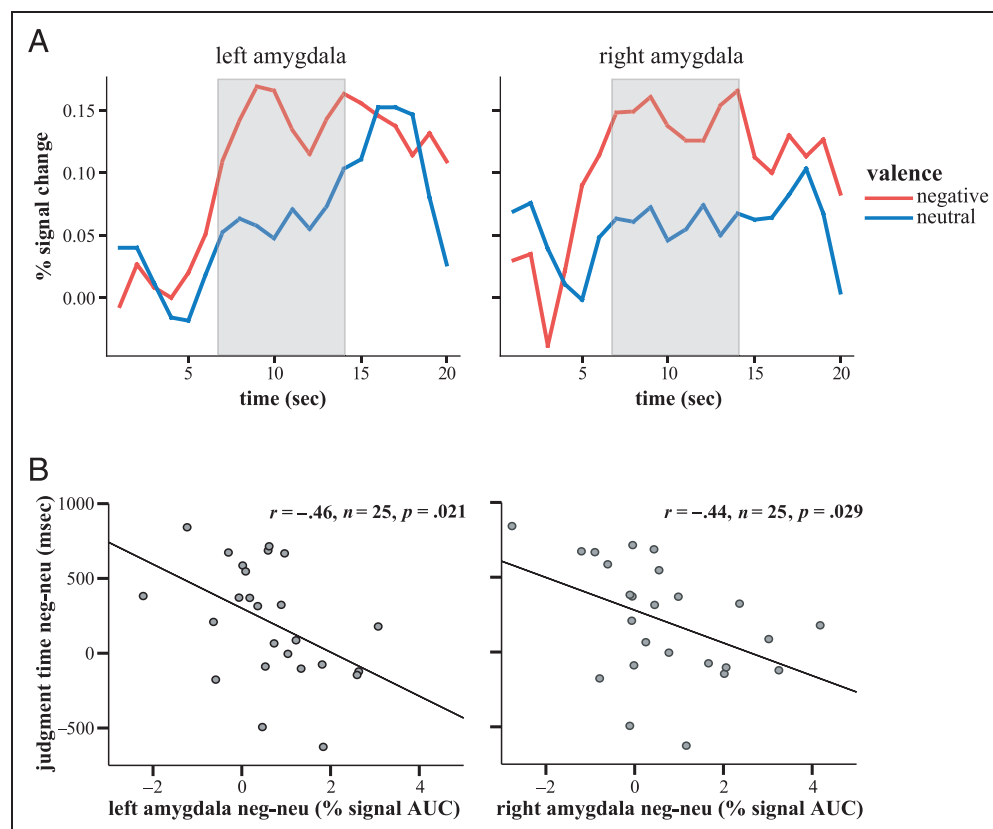 A
left amygdala
right amygdala
0.15
0.10
0.05
0.00
% signal change
5
10
15
20
time (sec)
5
10
15
20
time (sec)
valence
negative
neutral
B
1000
500
0
−500
judgment time neg-neu (msec)
r = −.46, n = 25, p = .021
−2
0
2
4
left amygdala neg-neu (% signal AUC)
r = −.44, n = 25, p = .029
−2
0
2
4
right amygdala neg-neu (% signal AUC)